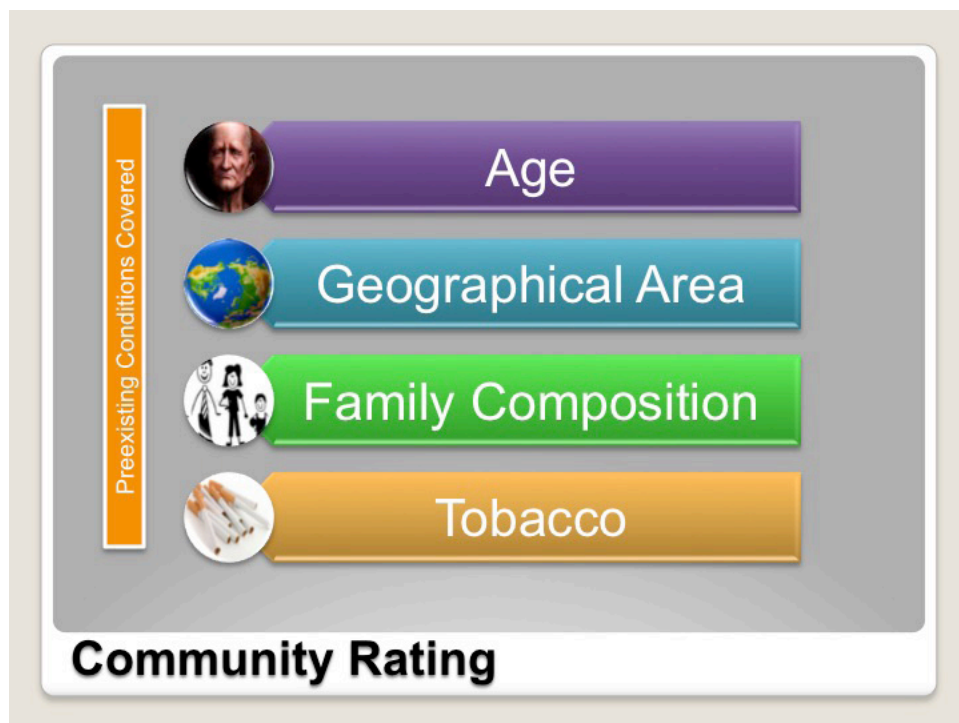 Preexisting Conditions Covered
Age
Geographical Area
Family Composition
Tobacco
Community Rating